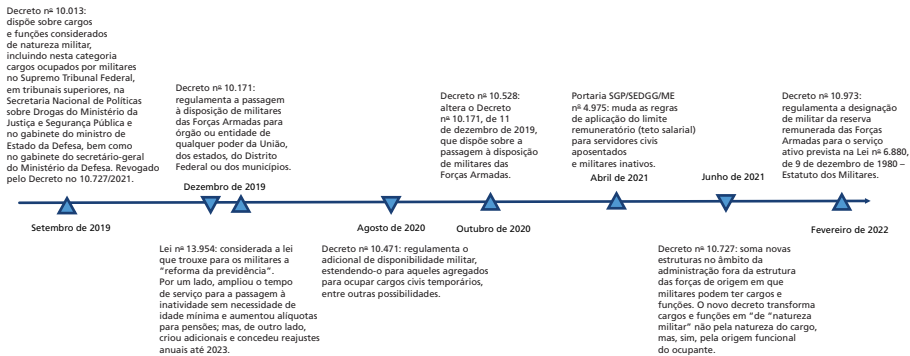 Decreto nº 10.013:
dispõe sobre cargos
e funções considerados
de natureza militar,
incluindo nesta categoria
cargos ocupados por militares
no Supremo Tribunal Federal,
em tribunais superiores, na
Secretaria Nacional de Políticas
sobre Drogas do Ministério da
Justiça e Segurança Pública e
no gabinete do ministro de
Estado da Defesa, bem como
no gabinete do secretário-geral
do Ministério da Defesa. Revogado
pelo Decreto no 10.727/2021.
Setembro de 2019
Decreto nº 10.171:
regulamenta a passagem
à disposição de militares
das Forças Armadas para
órgão ou entidade de
qualquer poder da União,
dos estados, do Distrito
Federal ou dos municípios.
Dezembro de 2019
Lei nº 13.954: considerada a lei
que trouxe para os militares a
“reforma da previdência”.
Por um lado, ampliou o tempo
de serviço para a passagem à
inatividade sem necessidade de
idade mínima e aumentou alíquotas
para pensões; mas, de outro lado,
criou adicionais e concedeu reajustes
anuais até 2023.
Agosto de 2020
Decreto nº 10.471: regulamenta o
adicional de disponibilidade militar,
estendendo-o para aqueles agregados
para ocupar cargos civis temporários,
entre outras possibilidades.
Decreto nº 10.528:
altera o Decreto
nº 10.171, de 11
de dezembro de 2019,
que dispõe sobre a
passagem à disposição
de militares das
Forças Armadas.
Outubro de 2020
Portaria SGP/SEDGG/ME
nº 4.975: muda as regras
de aplicação do limite
remuneratório (teto salarial)
para servidores civis
aposentados
e militares inativos.
Abril de 2021
Junho de 2021
Decreto nº 10.727: soma novas
estruturas no âmbito da
administração fora da estrutura
das forças de origem em que
militares podem ter cargos e
funções. O novo decreto transforma
cargos e funções em “de “natureza
militar” não pela natureza do cargo,
mas, sim, pela origem funcional
do ocupante.
Decreto nº 10.973:
regulamenta a designação
de militar da reserva
remunerada das Forças
Armadas para o serviço
ativo prevista na Lei nº 6.880,
de 9 de dezembro de 1980 –
Estatuto dos Militares.
Fevereiro de 2022